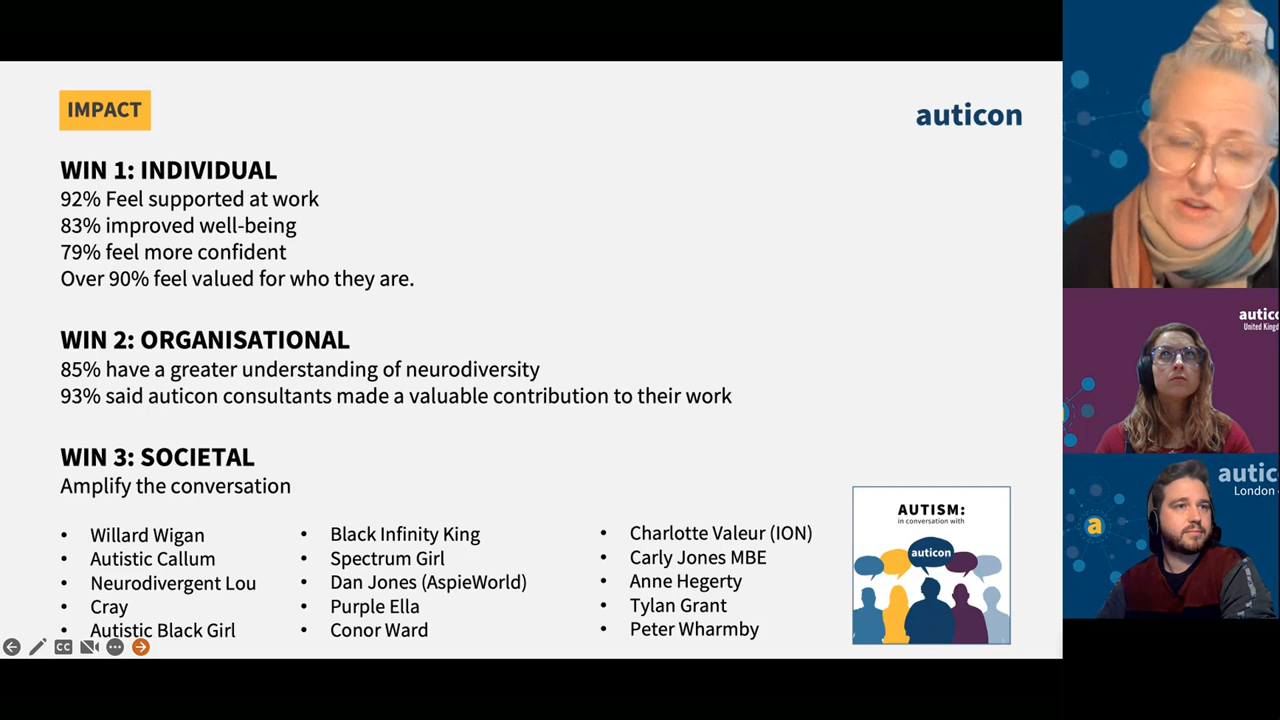 IMPACT
auticon
WIN 1: INDIVIDUAL
92% Feel supported at work
83% improved well-being
79% feel more confident
Over 90% feel valued for who they are.
WIN 2: ORGANISATIONAL
85% have a greater understanding of neurodiversity
93% said auticon consultants made a valuable contribution to their work
WIN 3: SOCIETAL
Amplify the conversation
• Willard Wigan
• Autistic Callum
• Neurodivergent Lou
• Cray
• Autistic Black Girl
• Black Infinity King
• Spectrum Girl
• Dan Jones (AspieWorld)
• Purple Ella
• Conor Ward
• Charlotte Valeur (ION)
• Carly Jones MBE
• Anne Hegerty
• Tylan Grant
• Peter Wharmby
AUTISM:
in conversation with
auticon
CC
autic
United Kingd
autic
London
a